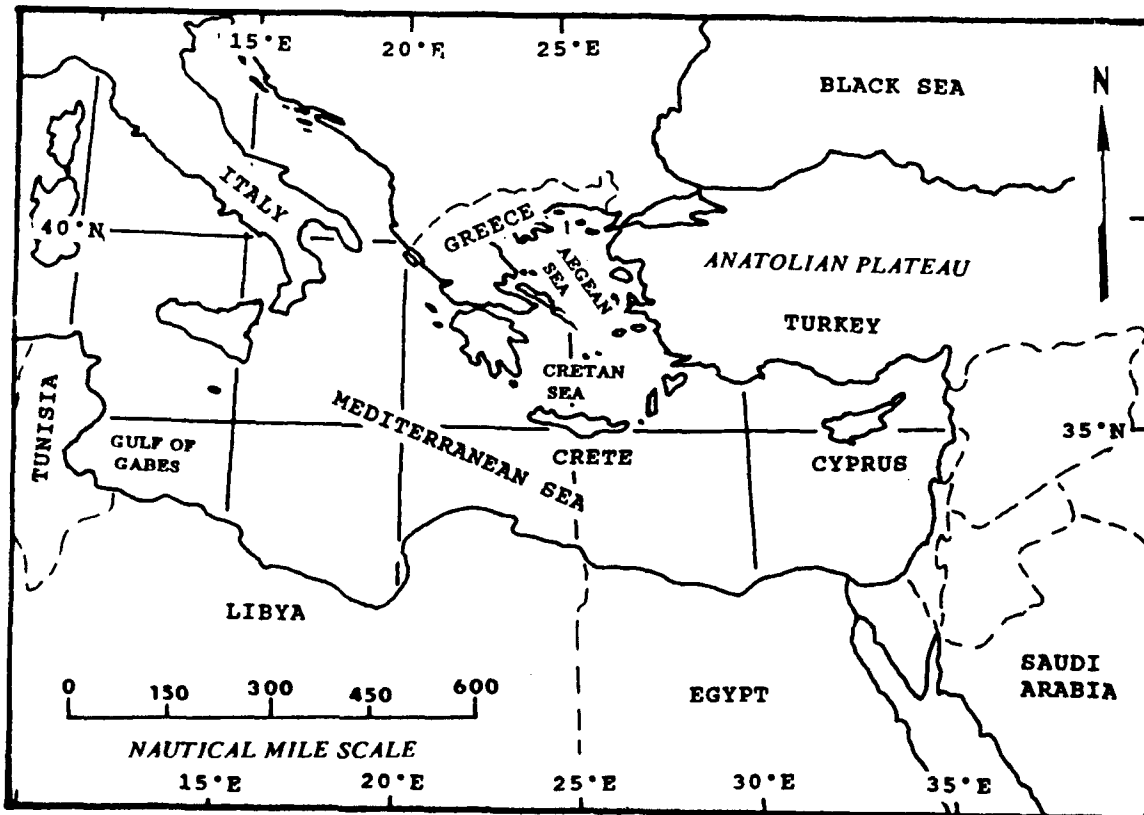 15°E 20°E 25°E
BLACK SEA
N
ITALY
40°N
GREECE
AEGEAN
SEA
ANATOLIAN PLATEAU
TURKEY
TUNISIA
CRETAN
SEA
MEDITERRANEAN SEA
35°N
GULF OF
GABES
CRETE
CYPRUS
LIBYA
EGYPT
SAUDI
ARABIA
0 150 300 450 600
NAUTICAL MILE SCALE
15°E 20°E 25°E 30°E 35°E